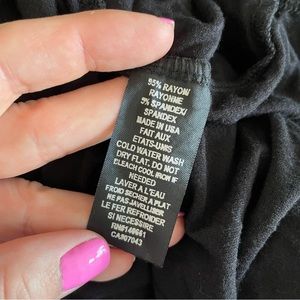 95% RAYON/
RAYONNE
5% SPANDEX/
SPANDEX
MADE IN USA
FAIT AUX
ETATS-UNIS
COLD WATER WASH
DRY FLAT. DO NOT
BLEACH COOL IRON IF
NEEDED
LAVER À L'EAU
FROID SECHER A PLAT
NE PAS JAVELLISER
LE FER REFROIDER
SI NECESSIRE
RN#149661
CA#07043